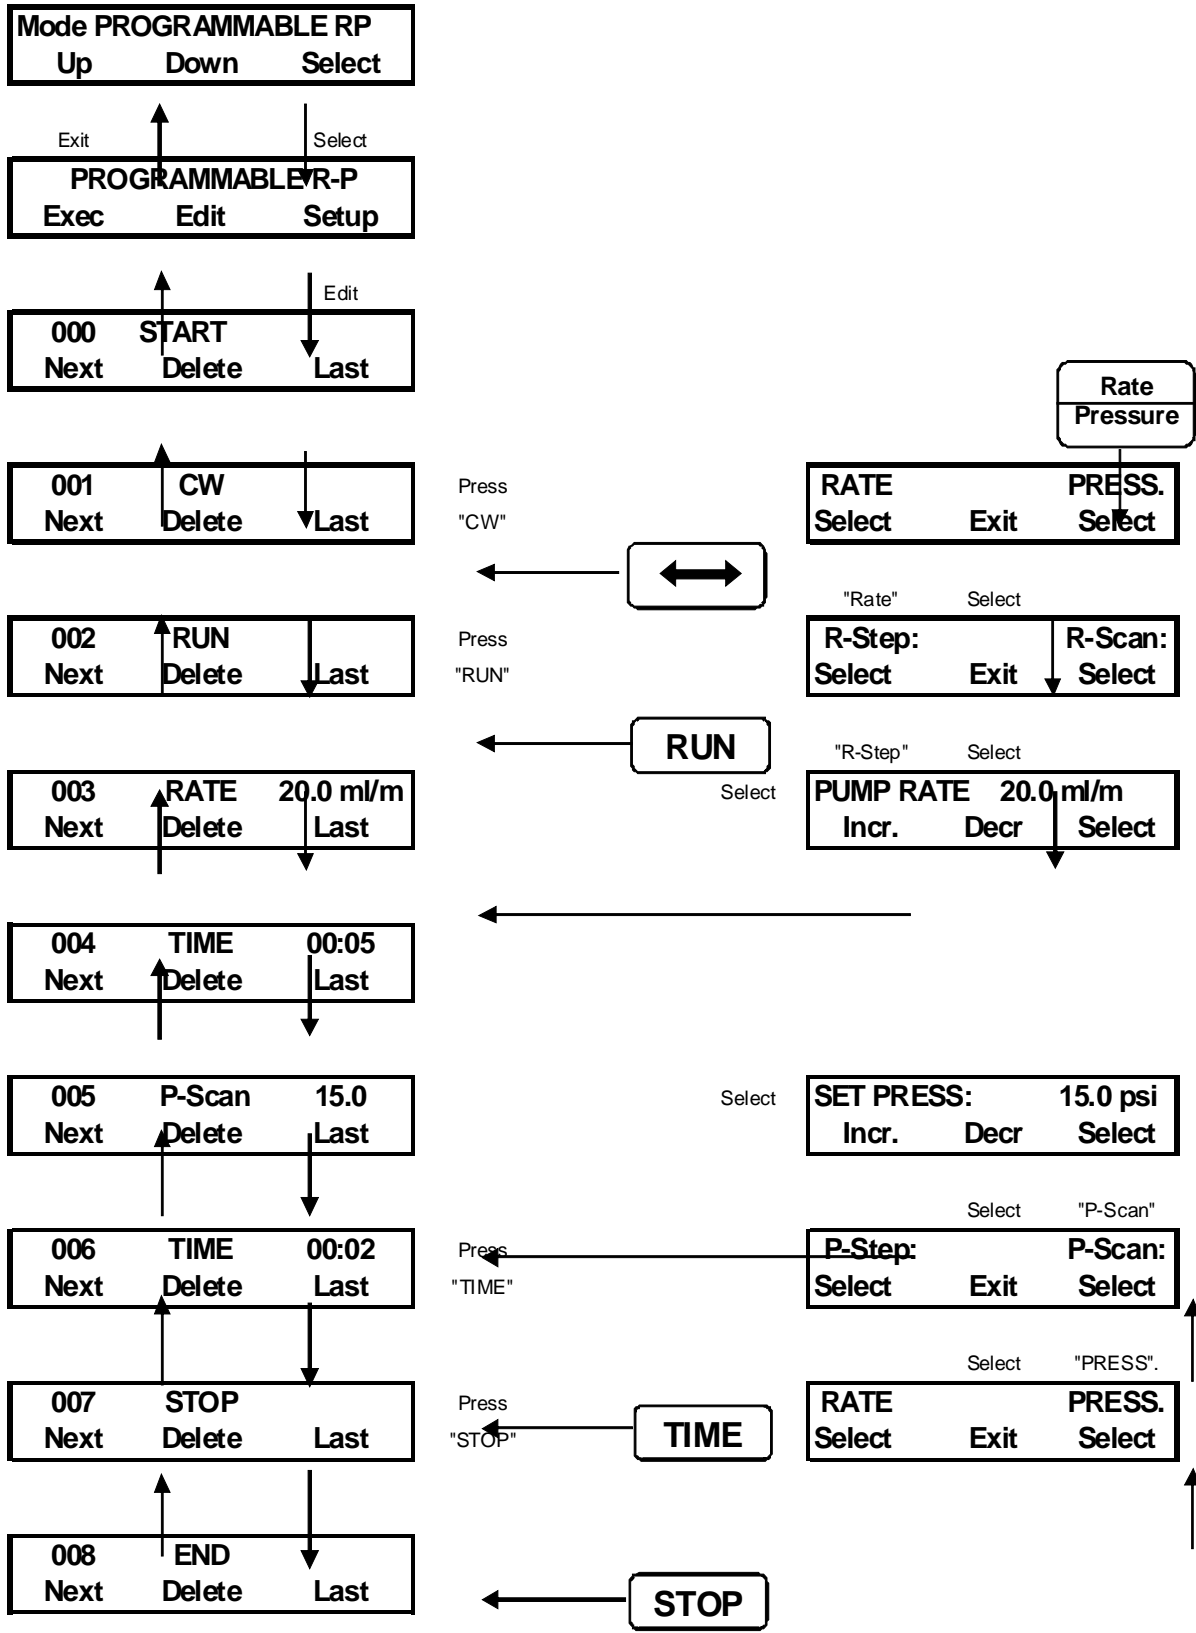 Mode PROGRAMMABLE RP
Up Down Select
Exit Select
PROGRAMMABLE R-P
Exec Edit Setup
Edit
000 START
Next Delete Last
Rate
Pressure
001 CW
Next Delete Last
Press
"CW"
RATE PRESS.
Select Exit Select
"Rate" Select
002 RUN
Next Delete Last
Press
"RUN"
R-Step: R-Scan:
Select Exit Select
RUN
"R-Step" Select
003 RATE 20.0 ml/m
Next Delete Last
Select
PUMP RATE 20.0 ml/m
Incr. Decr Select
004 TIME 00:05
Next Delete Last
005 P-Scan 15.0
Next Delete Last
Select
SET PRESS: 15.0 psi
Incr. Decr Select
Select "P-Scan"
006 TIME 00:02
Next Delete Last
Press
"TIME"
P-Step: P-Scan:
Select Exit Select
Select "PRESS".
007 STOP
Next Delete Last
Press
"STOP"
TIME
RATE PRESS.
Select Exit Select
008 END
Next Delete Last
STOP